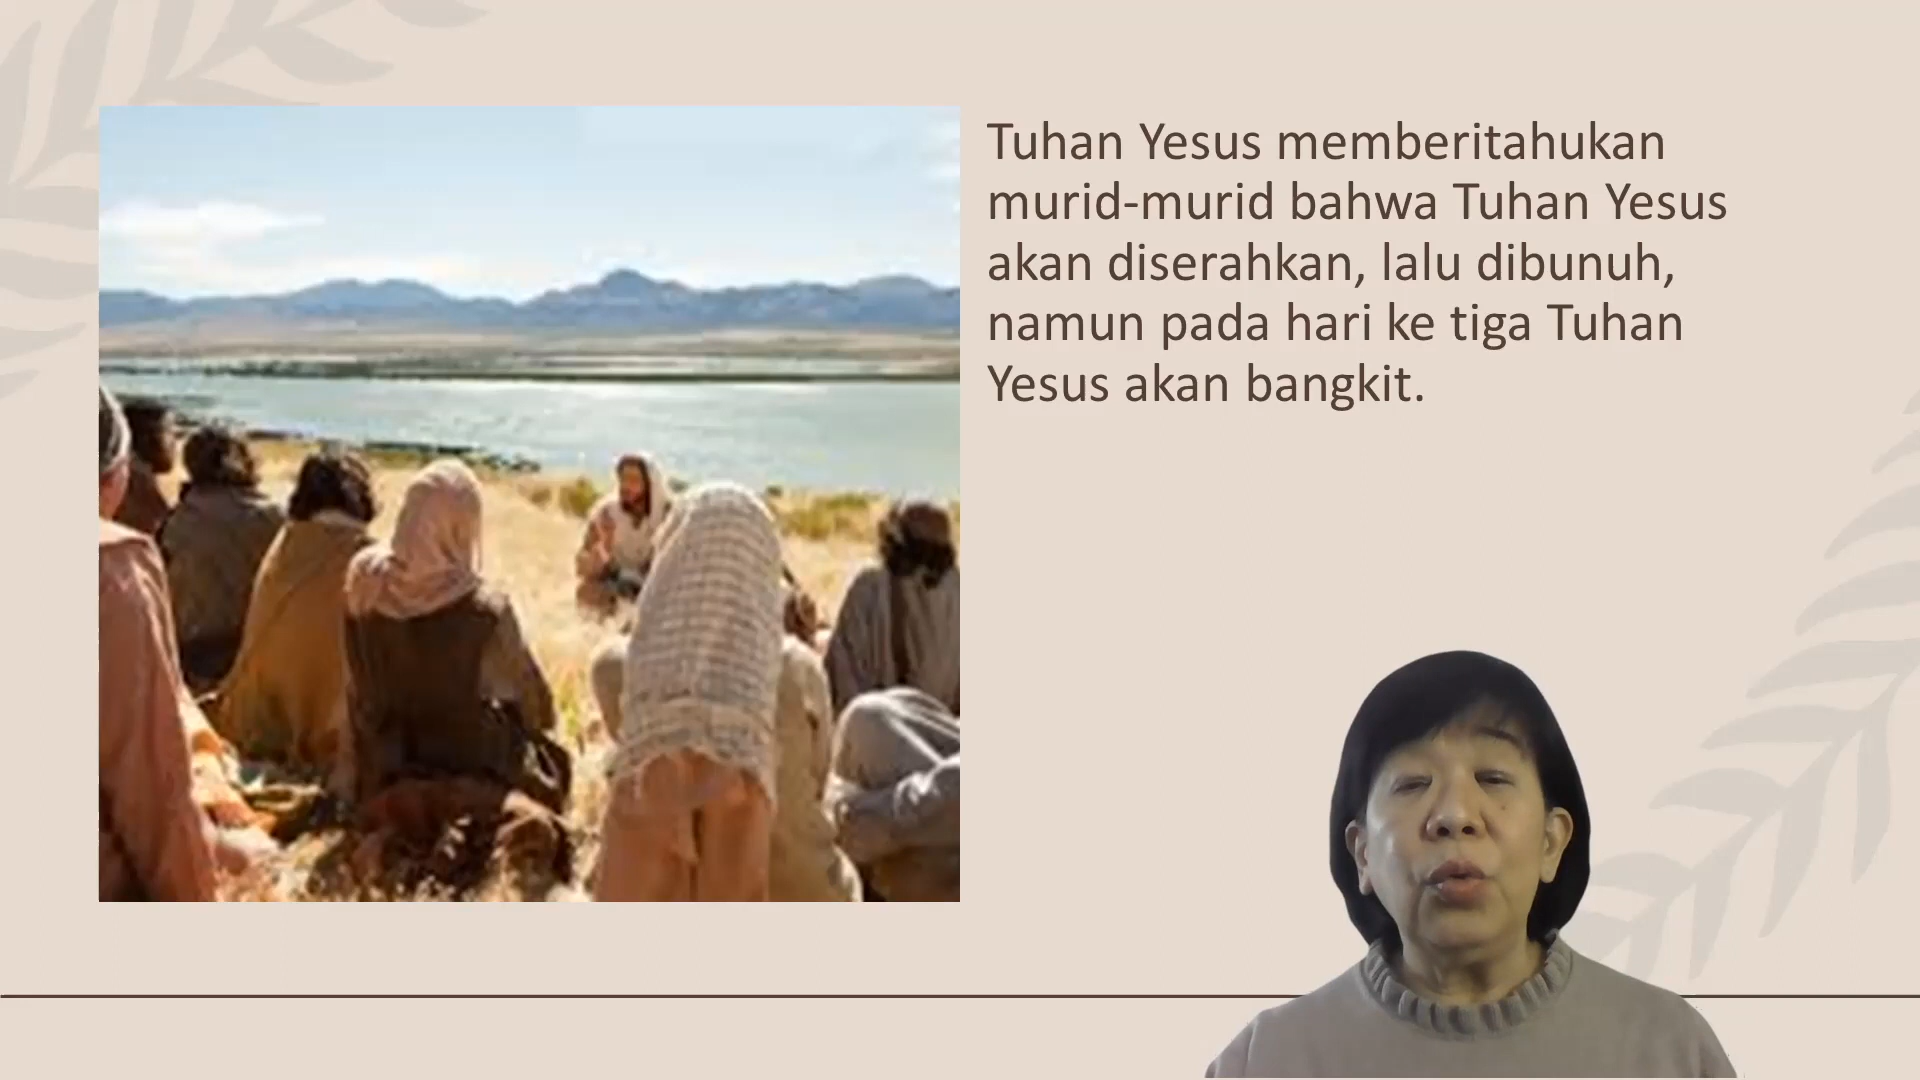 Tuhan Yesus memberitahukan
murid-murid bahwa Tuhan Yesus
akan diserahkan, lalu dibunuh,
namun pada hari ke tiga Tuhan
Yesus akan bangkit.